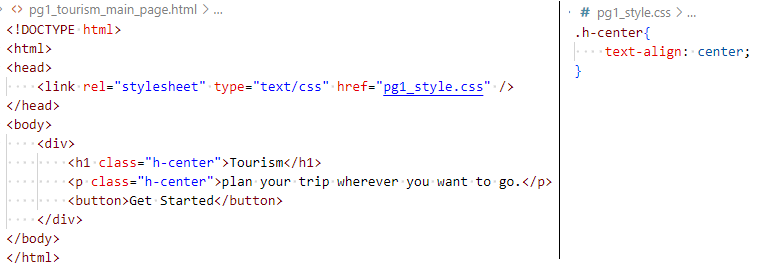 <> pg1_tourism_main_page.html > ...
<!DOCTYPE html>
<html>
<head>
    <link rel="stylesheet" type="text/css" href="pg1_style.css" />
</head>
<body>
    <div>
        <h1 class="h-center">Tourism</h1>
        <p class="h-center">plan your trip wherever you want to go.</p>
        <button>Get Started</button>
    </div>
</body>
</html>
# pg1_style.css > ...
.h-center{
    text-align: center;
}